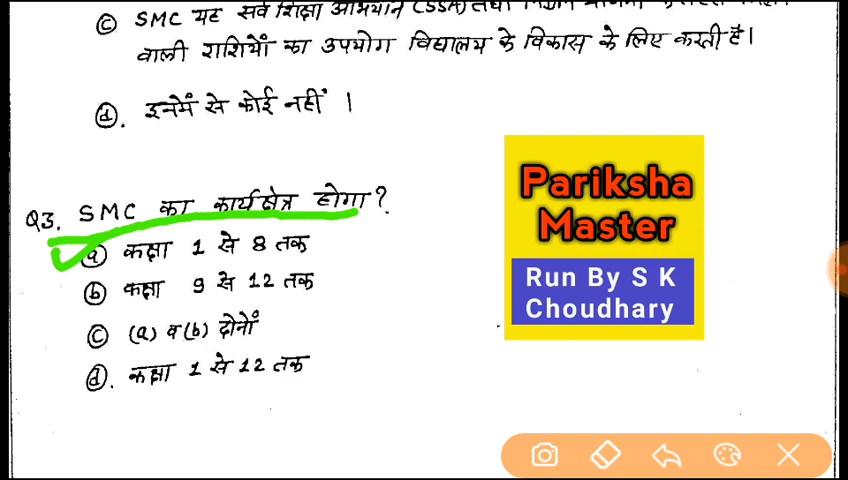 (c) SMC यह सर्व शिक्षा अभियान (SSA) तथा
वाली राशियों का उपयोग विद्यालय के विकास के लिए करती है।
(d). इनमें से कोई नहीं ।
Q3. SMC का कार्यक्षेत्र होगा?
(a) कक्षा 1 से 8 तक
(b) कक्षा 9 से 12 तक
(c) (a) व (b) दोनों
(d). कक्षा 1 से 12 तक
Pariksha
Master
Run By S K
Choudhary